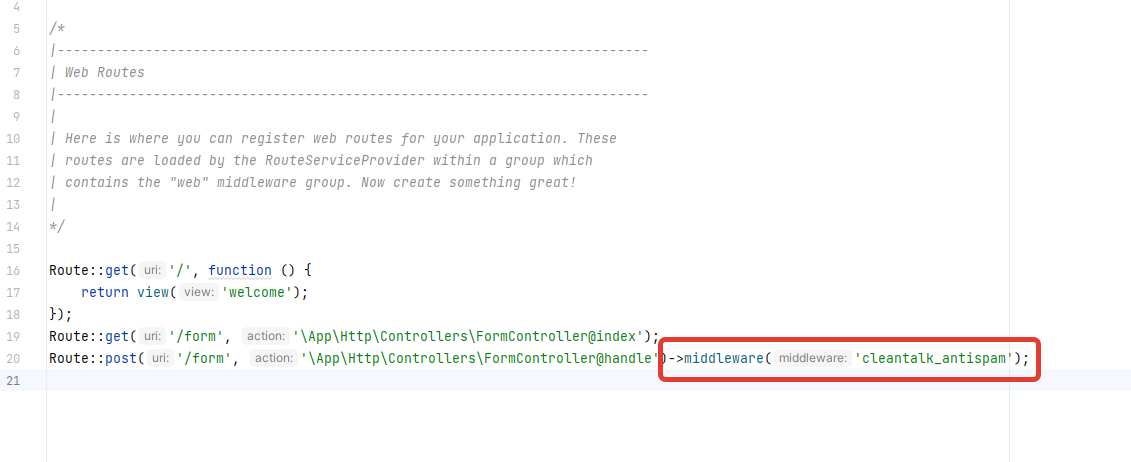 4
5 /*
6 |--------------------------------------------------------------------------
7 | Web Routes
8 |--------------------------------------------------------------------------
9 |
10 | Here is where you can register web routes for your application. These
11 | routes are loaded by the RouteServiceProvider within a group which
12 | contains the "web" middleware group. Now create something great!
13 |
14 */
15
16 Route::get( uri: '/', function () {
17     return view( view: 'welcome');
18 });
19 Route::get( uri: '/form', action: '\App\Http\Controllers\FormController@index');
20 Route::post( uri: '/form', action: '\App\Http\Controllers\FormController@handle')->middleware( middleware: 'cleantalk_antispam');
21